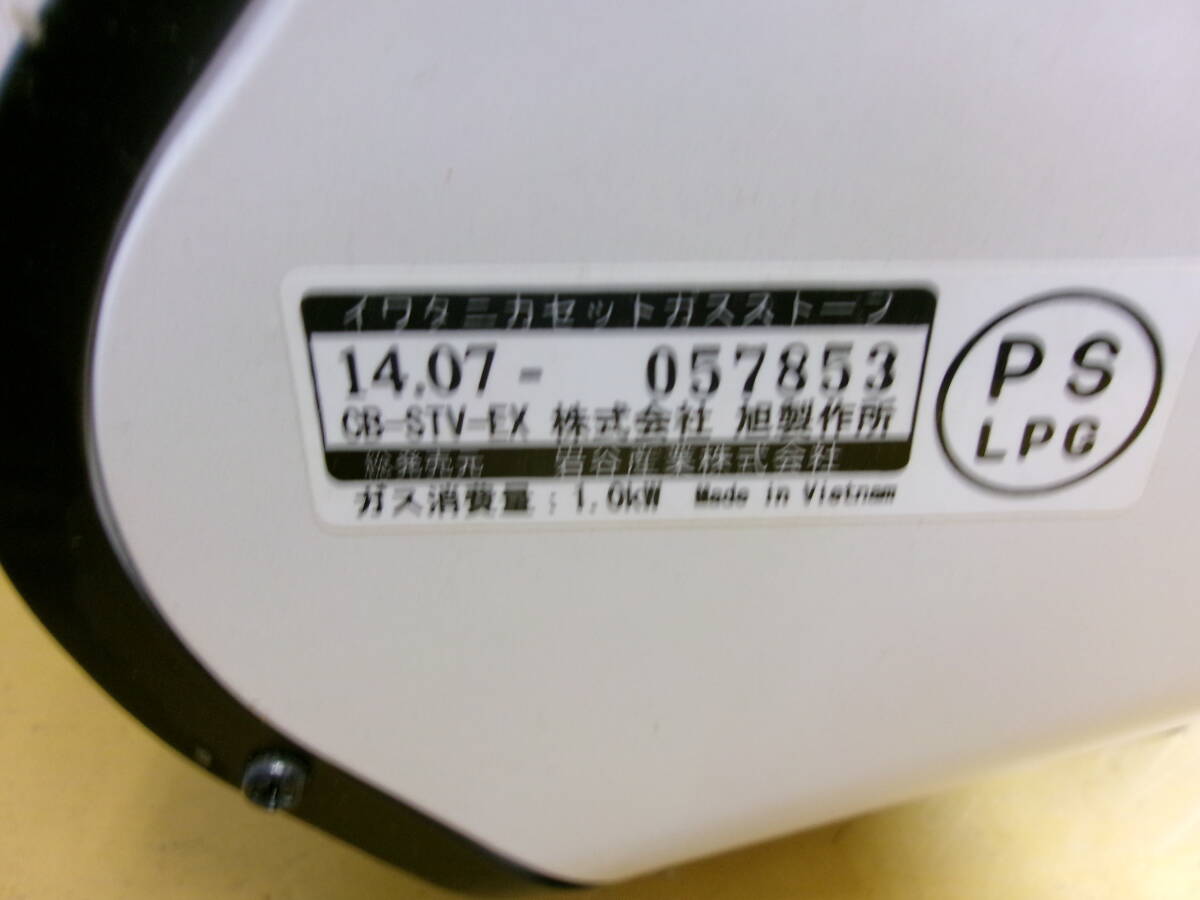 イワタニカセットガスストーブ
14.07 - 057853
CB-STV-EX 株式会社 旭製作所
総発売元 岩谷産業株式会社
ガス消費量：1.0kW Made in Vietnam
PS
LPG